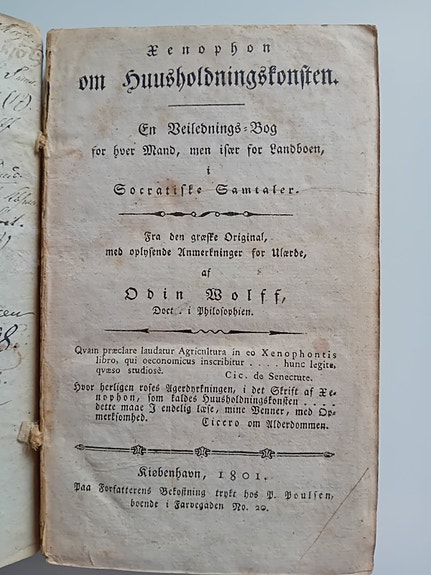 Xenophon
om Huusholdningskonsten.
En Veilednings-Bog
for hver Mand, men især for Landboen,
i
Socratiske Samtaler.
Fra den græske Original,
med oplysende Anmerkninger for Ulærde,
af
Odin Wolff,
Doct. i Philosophien.
Qvam præclare laudatur Agricultura in eo Xenophontis
libro, qui oeconomicus inscribitur .... hunc legite,
qvæso studiosè.
Cic. de Senectute.
Hvor herligen roses Agerdyrkningen, i det Skrift af Xe-
nophon, som kaldes Huusholdningskonsten ....
dette maae I endelig læse, mine Venner, med Op-
merksomhed.
Cicero om Alderdommen.
Kiøbenhavn, 1801.
Paa Forfatterens Bekostning trykt hos P. Poulsen,
boende i Farvegaden No. 20.